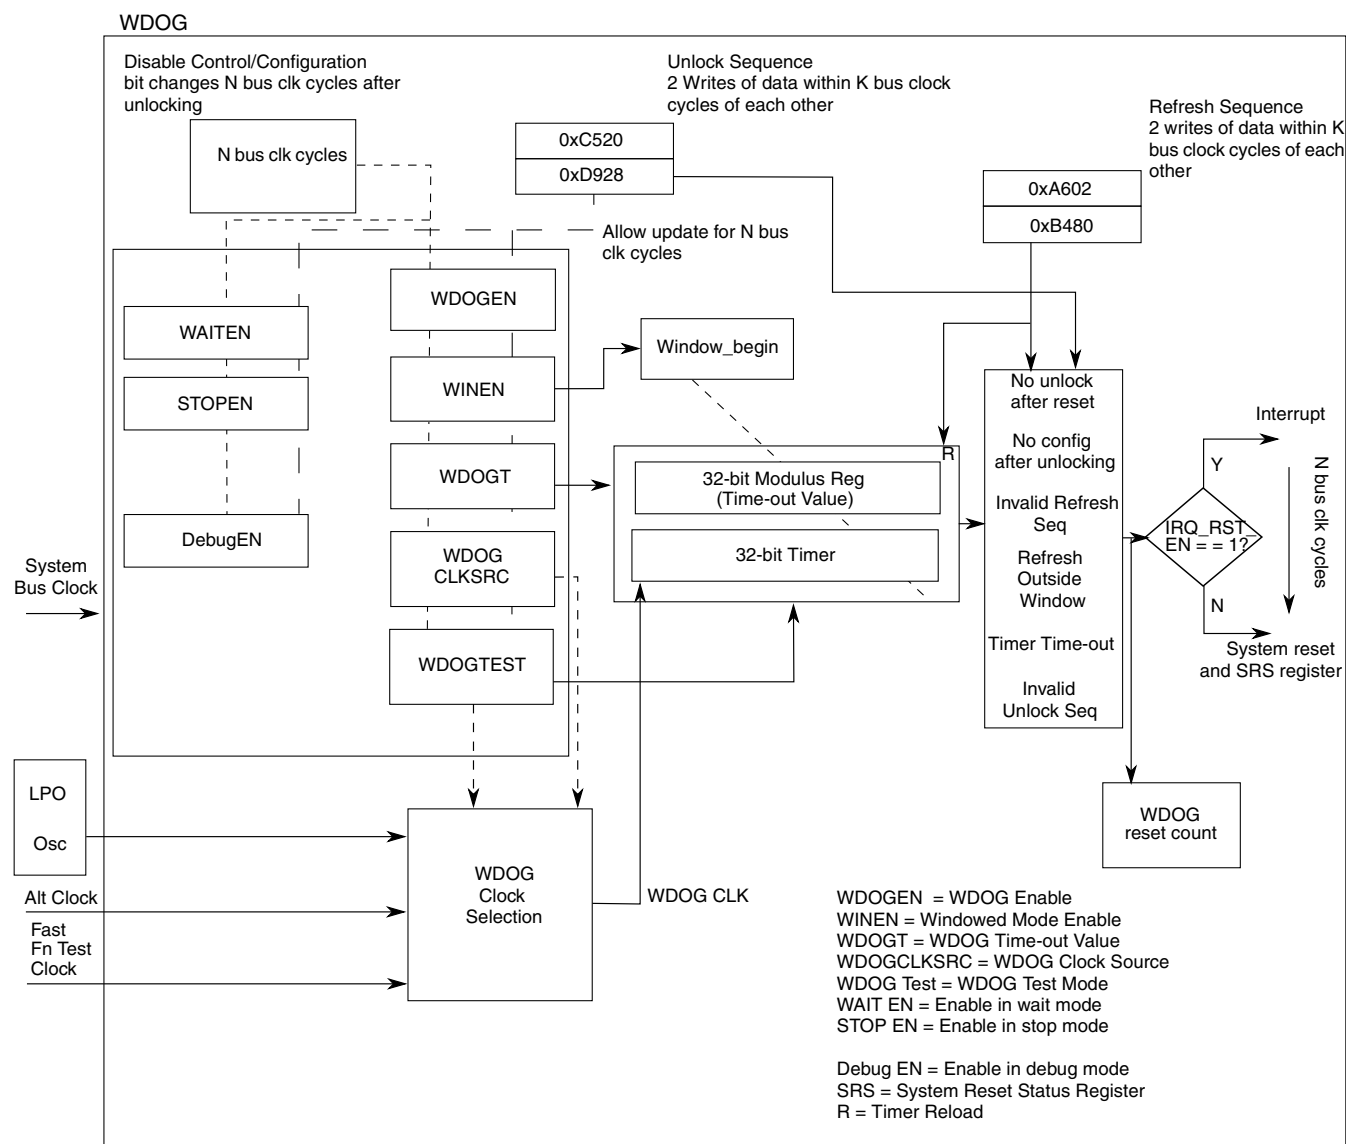 WDOG
Disable Control/Configuration
bit changes N bus clk cycles after
unlocking
N bus clk cycles
Unlock Sequence
2 Writes of data within K bus clock
cycles of each other
0xC520
0xD928
Allow update for N bus
clk cycles
Refresh Sequence
2 writes of data within K
bus clock cycles of each
other
0xA602
0xB480
WDOGEN
WAITEN
WINEN
STOPEN
WDOGT
DebugEN
WDOG
CLKSRC
WDOGTEST
System
Bus Clock
Window_begin
R
32-bit Modulus Reg
(Time-out Value)
32-bit Timer
No unlock
after reset
No config
after unlocking
Invalid Refresh
Seq
Refresh
Outside
Window
Timer Time-out
Invalid
Unlock Seq
Interrupt
Y
IRQ_RST_
EN = = 1?
N
N bus clk cycles
System reset
and SRS register
WDOG
reset count
LPO
Osc
Alt Clock
Fast
Fn Test
Clock
WDOG
Clock
Selection
WDOG CLK
WDOGEN = WDOG Enable
WINEN = Windowed Mode Enable
WDOGT = WDOG Time-out Value
WDOGCLKSRC = WDOG Clock Source
WDOG Test = WDOG Test Mode
WAIT EN = Enable in wait mode
STOP EN = Enable in stop mode
Debug EN = Enable in debug mode
SRS = System Reset Status Register
R = Timer Reload